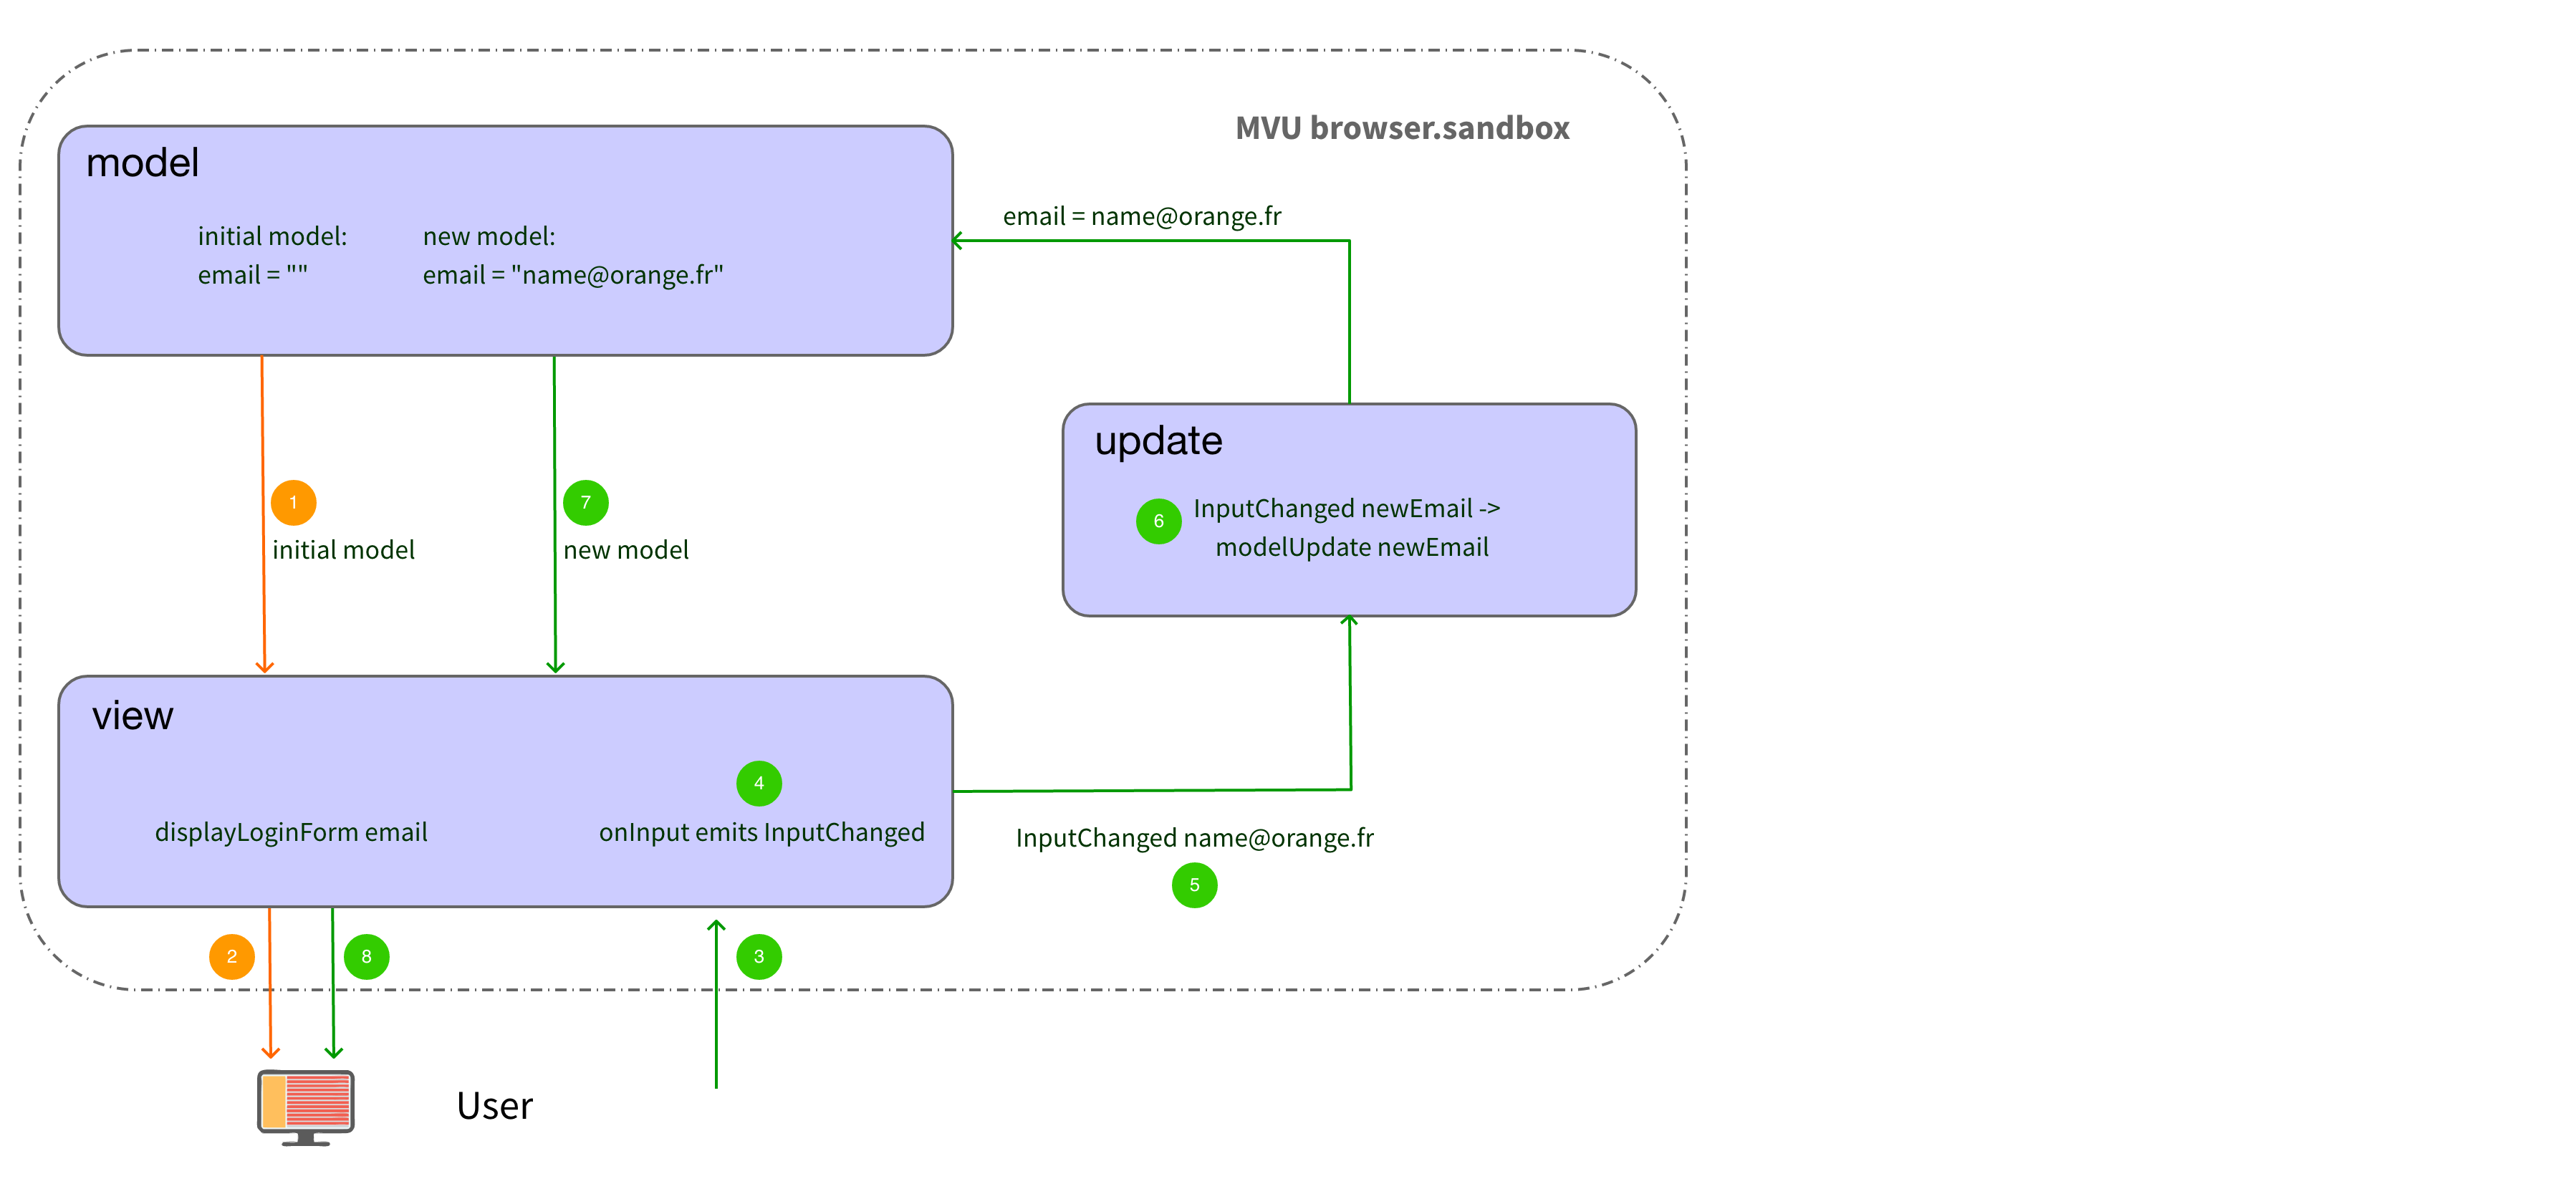 MVU browser.sandbox
model
initial model:
email = ""
new model:
email = "name@orange.fr"
email = name@orange.fr
update
6
InputChanged newEmail ->
modelUpdate newEmail
1
initial model
7
new model
view
4
displayLoginForm email
onInput emits InputChanged
InputChanged name@orange.fr
5
2
8
3
User